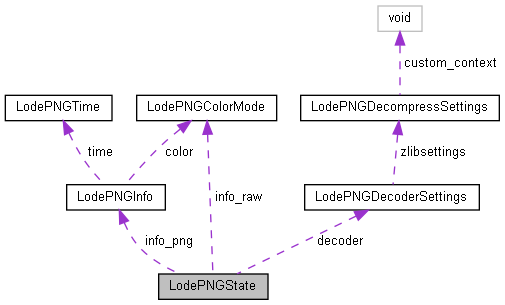 void
custom_context
LodePNGTime
LodePNGColorMode
LodePNGDecompressSettings
time
color
zlibsettings
LodePNGInfo
info_raw
LodePNGDecoderSettings
info_png
decoder
LodePNGState